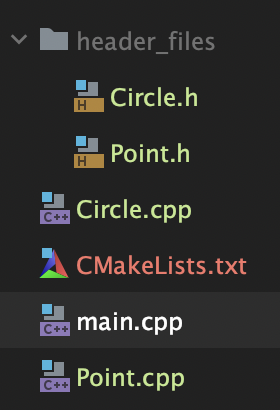 header_files
H Circle.h
H Point.h
C++ Circle.cpp
CMakeLists.txt
C++ main.cpp
C++ Point.cpp